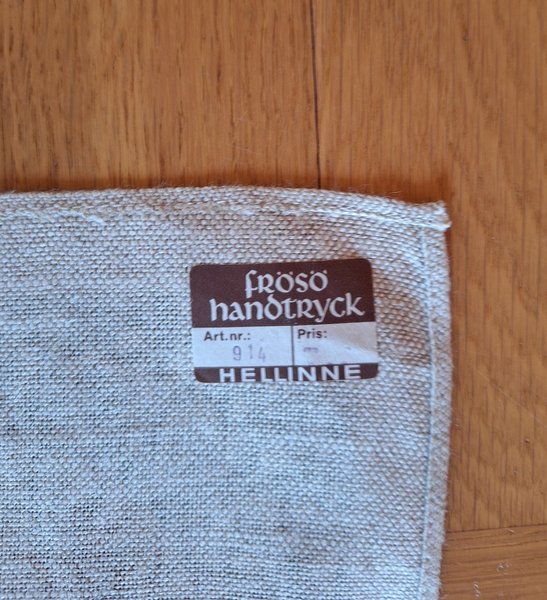 frösö
handtryck
Art.nr.: Pris:
914
HELLINNE